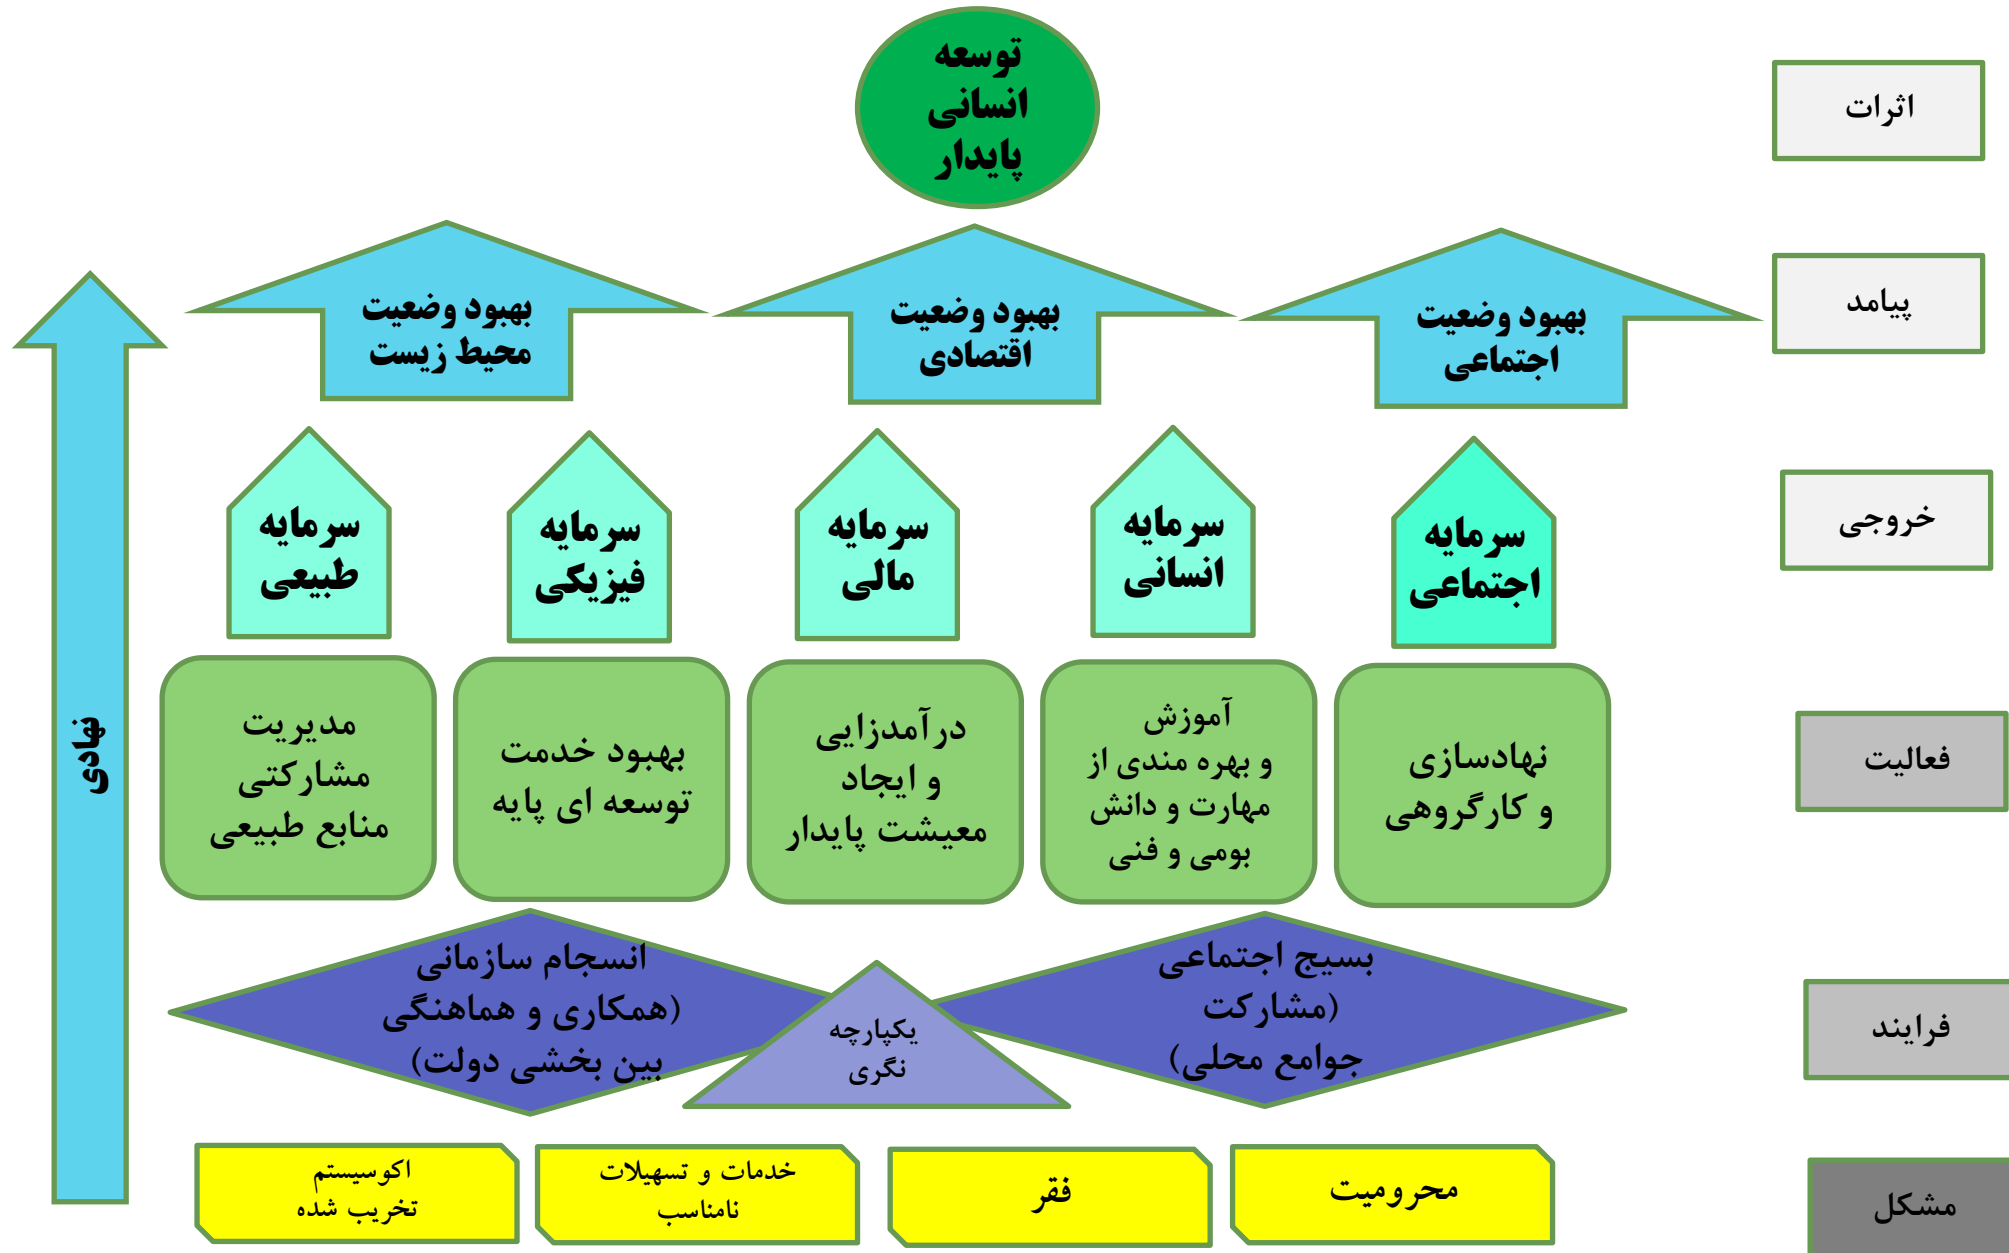 توسعه
انسانی
پایدار
اثرات
بهبود وضعیت
اجتماعی
بهبود وضعیت
اقتصادی
بهبود وضعیت
محیط زیست
پیامد
سرمایه
اجتماعی
سرمایه
انسانی
سرمایه
مالی
سرمایه
فیزیکی
سرمایه
طبیعی
خروجی
نهادسازی
و کارگروهی
آموزش
و بهره مندی از
مهارت و دانش
بومی و فنی
درآمدزایی
و ایجاد
معیشت پایدار
بهبود خدمت
توسعه ای پایه
مدیریت
مشارکتی
منابع طبیعی
فعالیت
نهادی
بسیج اجتماعی
(مشارکت
جوامع محلی)
یکپارچه
نگری
انسجام سازمانی
(همکاری و هماهنگی
بین بخشی دولت)
فرایند
محرومیت
فقر
خدمات و تسهیلات
نامناسب
اکوسیستم
تخریب شده
مشکل